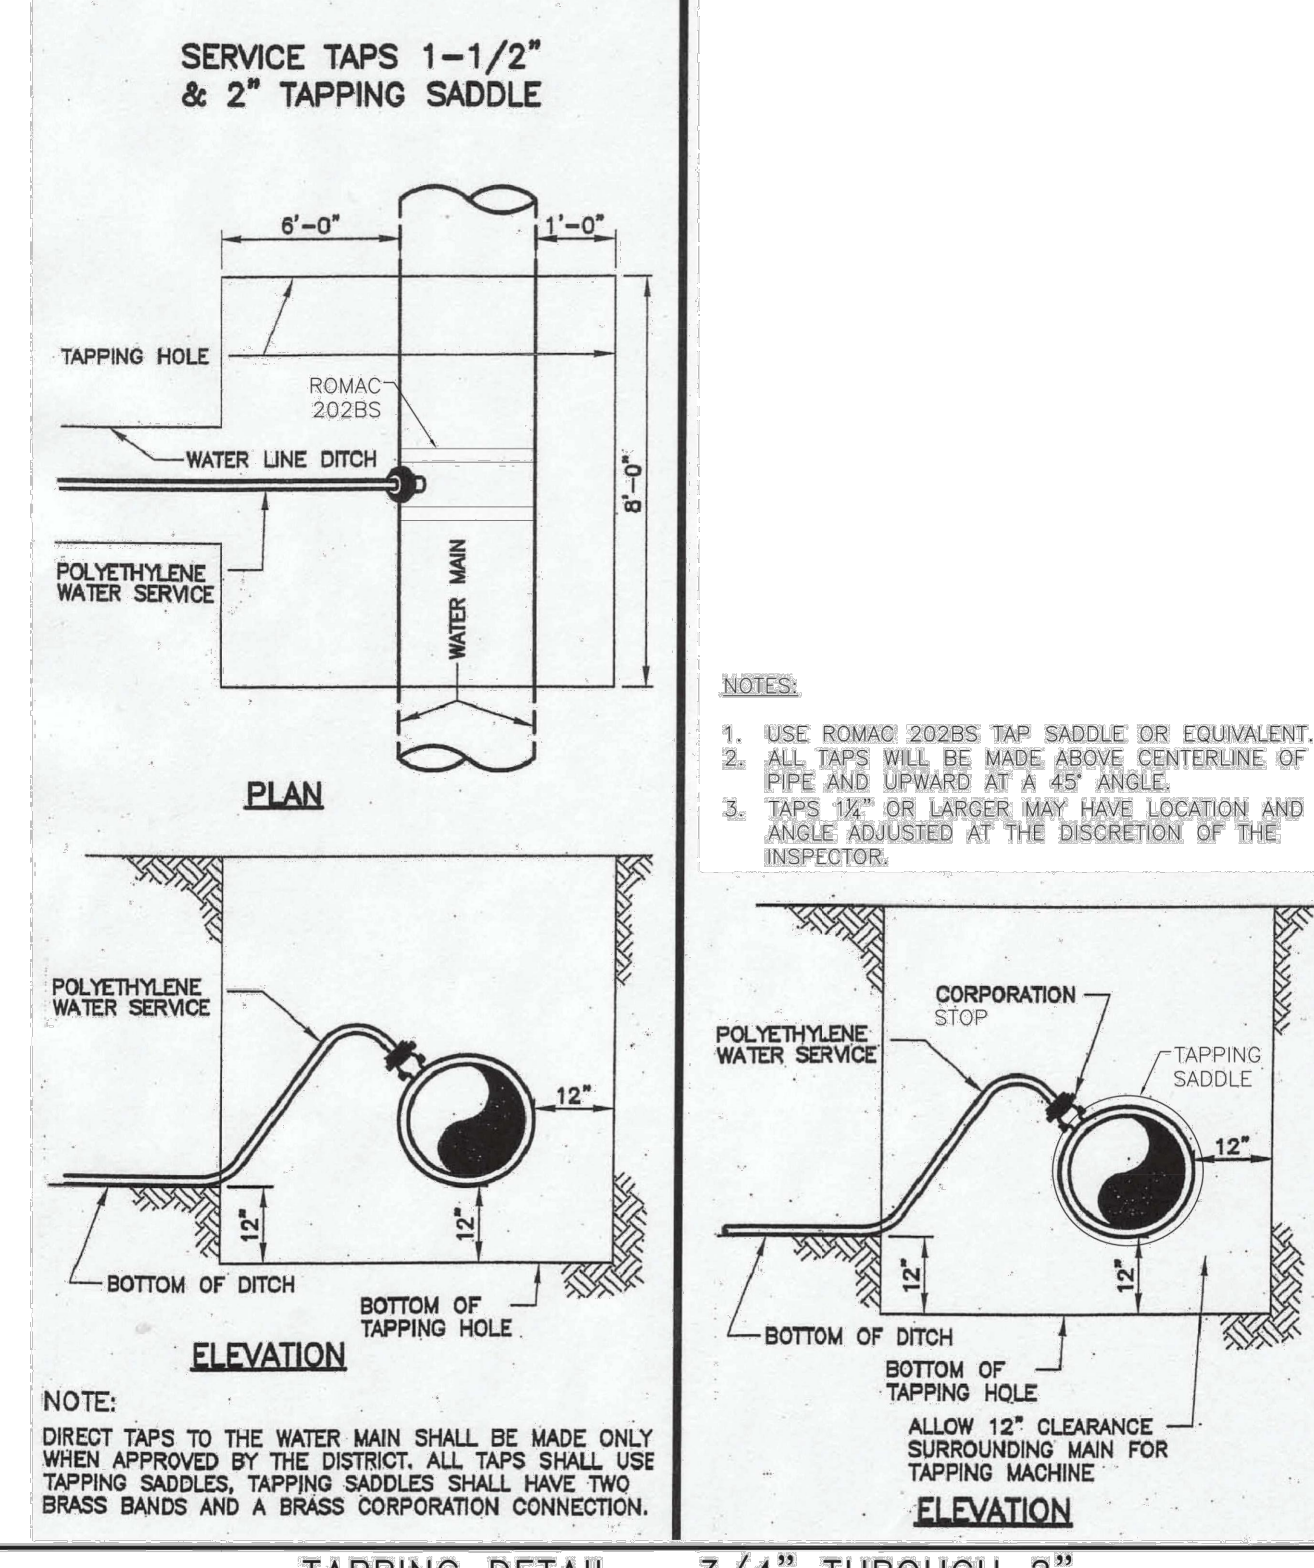 SERVICE TAPS 1-1/2"
& 2" TAPPING SADDLE
6'-0"
1'-0"
TAPPING HOLE
ROMAC
202BS
WATER LINE DITCH
8'-0"
POLYETHYLENE
WATER SERVICE
WATER MAIN
PLAN
POLYETHYLENE
WATER SERVICE
12"
12"
12"
BOTTOM OF DITCH
BOTTOM OF
TAPPING HOLE
ELEVATION
NOTE:
DIRECT TAPS TO THE WATER MAIN SHALL BE MADE ONLY
WHEN APPROVED BY THE DISTRICT. ALL TAPS SHALL USE
TAPPING SADDLES, TAPPING SADDLES SHALL HAVE TWO
BRASS BANDS AND A BRASS CORPORATION CONNECTION.
NOTES:
1. USE ROMAC 202BS TAP SADDLE OR EQUIVALENT.
2. ALL TAPS WILL BE MADE ABOVE CENTERLINE OF
PIPE AND UPWARD AT A 45° ANGLE.
3. TAPS 1¼" OR LARGER MAY HAVE LOCATION AND
ANGLE ADJUSTED AT THE DISCRETION OF THE
INSPECTOR.
CORPORATION
STOP
POLYETHYLENE
WATER SERVICE
TAPPING
SADDLE
12"
12"
12"
BOTTOM OF DITCH
BOTTOM OF
TAPPING HOLE
ALLOW 12" CLEARANCE
SURROUNDING MAIN FOR
TAPPING MACHINE
ELEVATION
TAPPING DETAIL 3/4" THROUGH 2"